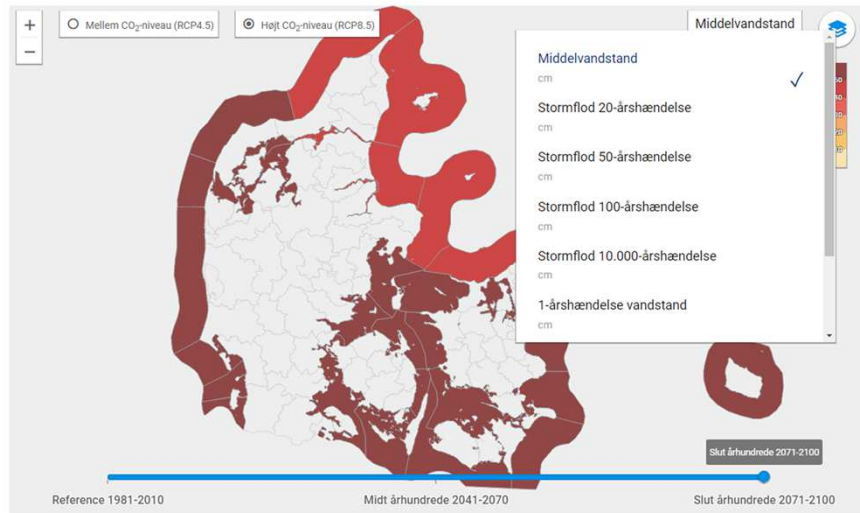 +
−
Mellem CO₂-niveau (RCP4.5)
Højt CO₂-niveau (RCP8.5)
Middelvandstand
Middelvandstand
cm
Stormflod 20-årshændelse
cm
Stormflod 50-årshændelse
cm
Stormflod 100-årshændelse
cm
Stormflod 10.000-årshændelse
cm
1-årshændelse vandstand
cm
Slut århundrede 2071-2100
Reference 1981-2010
Midt århundrede 2041-2070
Slut århundrede 2071-2100